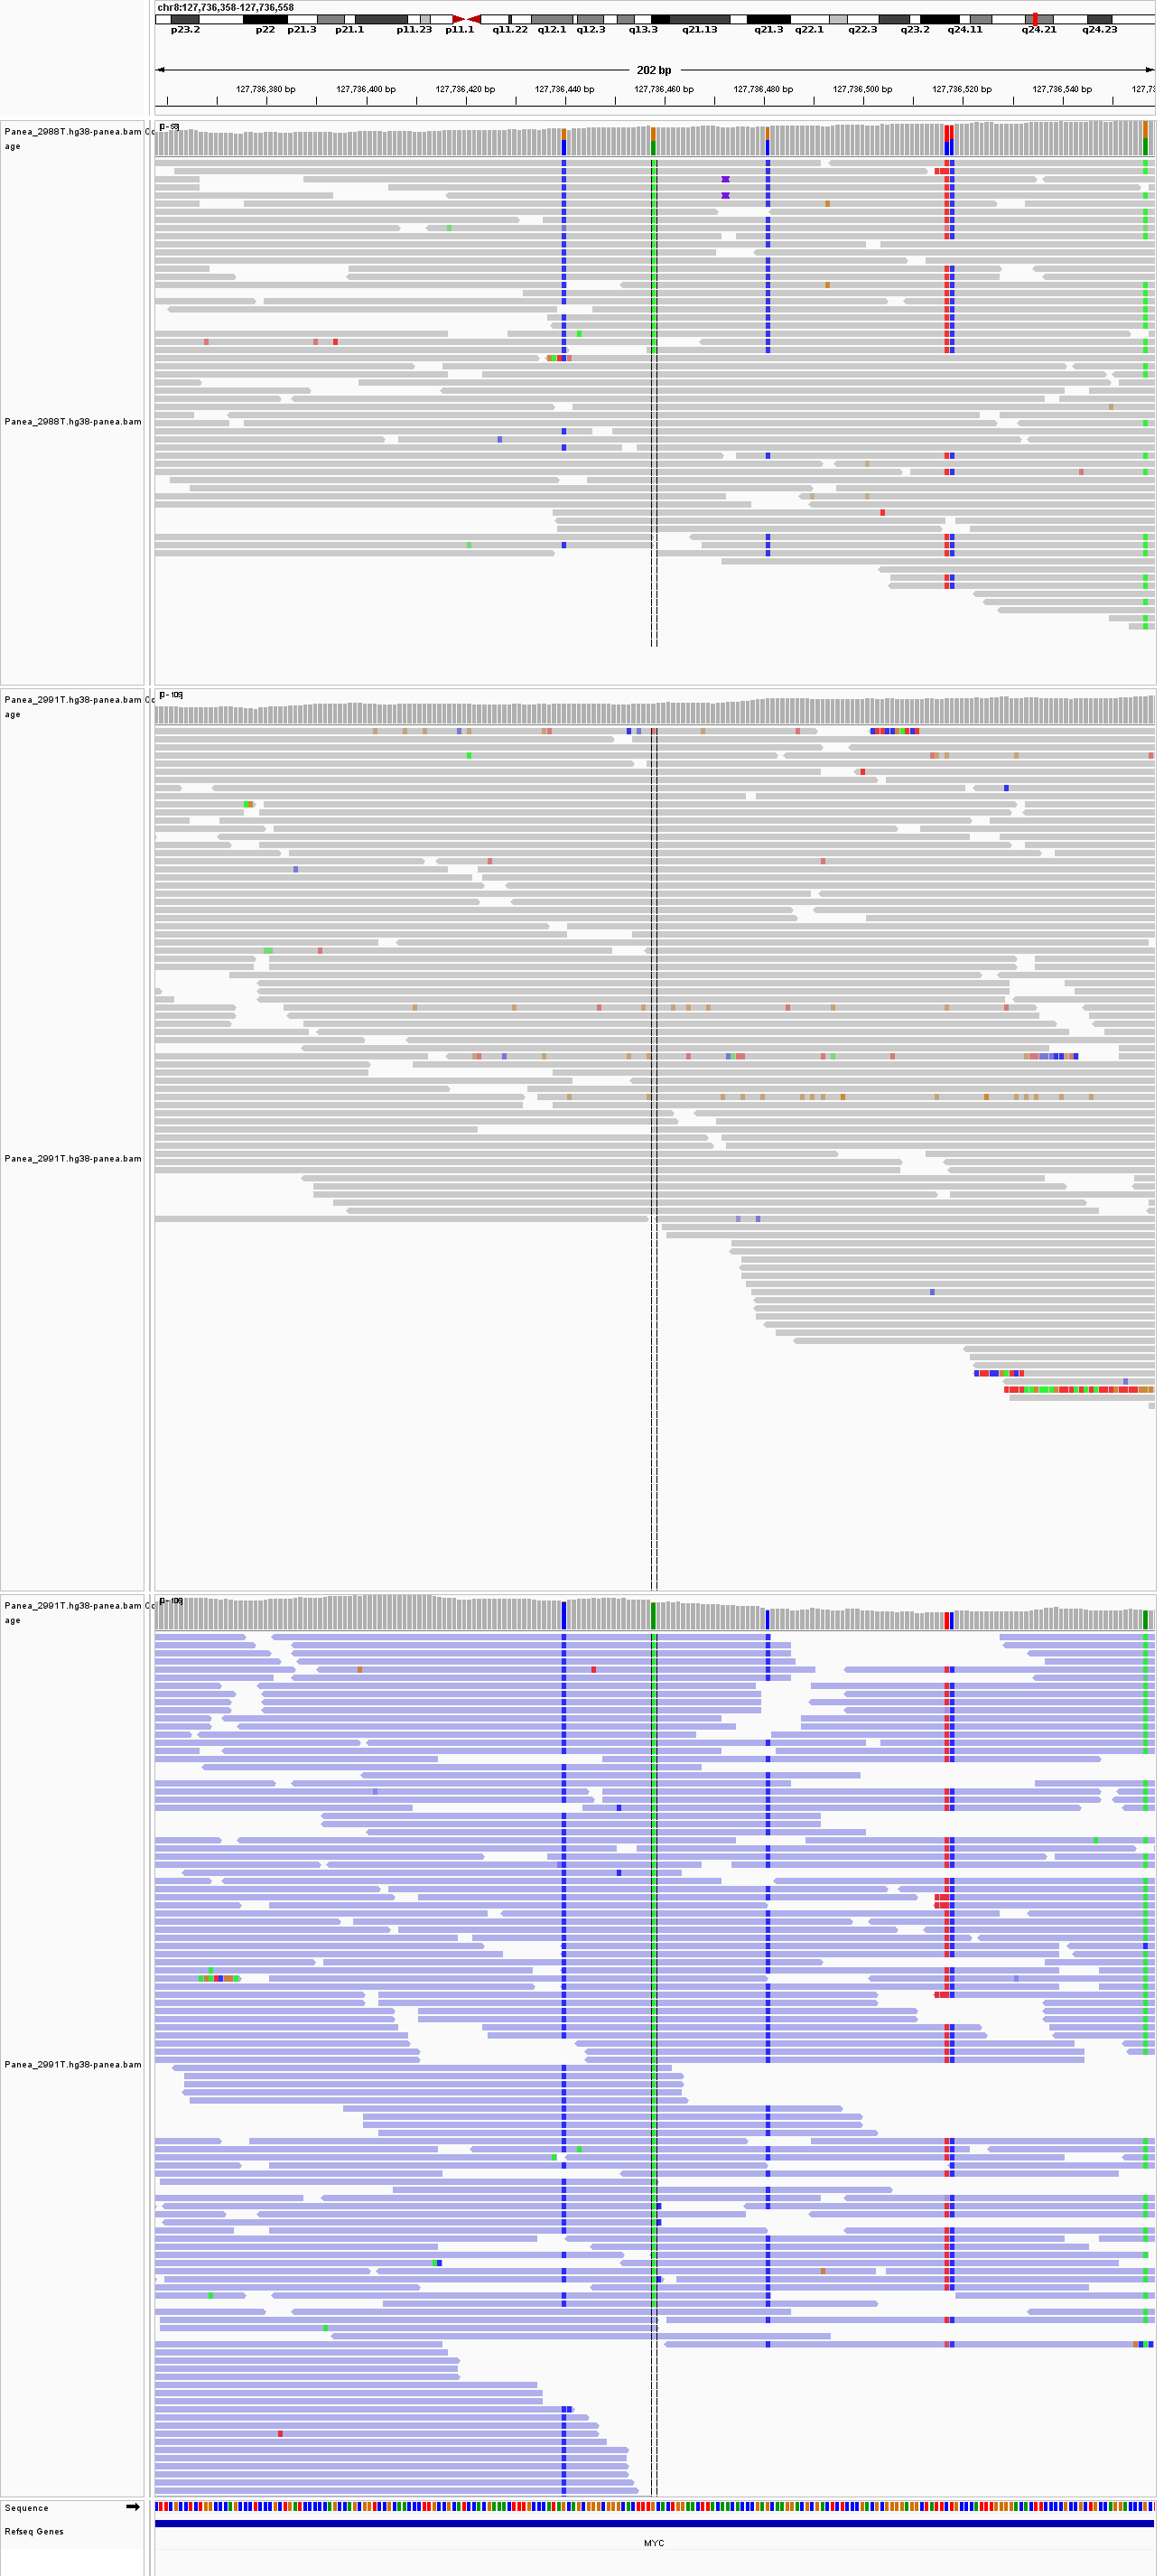 chr8:127,736,358-127,736,558
p23.2 p22 p21.3 p21.1 p11.23 p11.1 q11.22 q12.1 q12.3 q13.3 q21.13 q21.3 q22.1 q22.3 q23.2 q24.11 q24.21 q24.23
202 bp
127,736,380 bp 127,736,400 bp 127,736,420 bp 127,736,440 bp 127,736,460 bp 127,736,480 bp 127,736,500 bp 127,736,520 bp 127,736,540 bp 127,73
Panea_2988T.hg38-panea.bam Co
age
Panea_2988T.hg38-panea.bam
Panea_2991T.hg38-panea.bam Co
age
Panea_2991T.hg38-panea.bam
Panea_2991T.hg38-panea.bam Co
age
Panea_2991T.hg38-panea.bam
Sequence
Refseq Genes
MYC